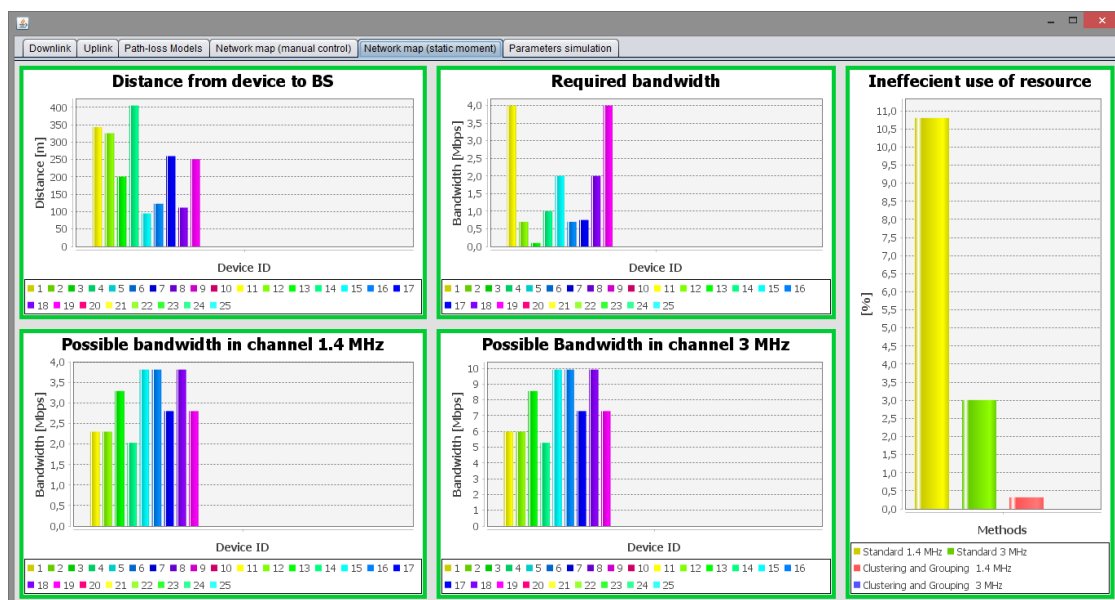 Downlink Uplink Path-loss Models Network map (manual control) Network map (static moment) Parameters simulation
Distance from device to BS
Distance [m]
400
350
300
250
200
150
100
50
0
Device ID
1 2 3 4 5 6 7 8 9 10 11 12 13 14 15 16 17
18 19 20 21 22 23 24 25
Required bandwidth
Bandwidth [Mbps]
4,0
3,5
3,0
2,5
2,0
1,5
1,0
0,5
0,0
Device ID
1 2 3 4 5 6 7 8 9 10 11 12 13 14 15 16
17 18 19 20 21 22 23 24 25
Possible bandwidth in channel 1.4 MHz
Bandwidth [Mbps]
4,0
3,5
3,0
2,5
2,0
1,5
1,0
0,5
0,0
Device ID
1 2 3 4 5 6 7 8 9 10 11 12 13 14 15 16 17
18 19 20 21 22 23 24 25
Possible Bandwidth in channel 3 MHz
Bandwidth [Mbps]
10
9
8
7
6
5
4
3
2
1
0
Device ID
1 2 3 4 5 6 7 8 9 10 11 12 13 14 15 16
17 18 19 20 21 22 23 24 25
Ineffecient use of resource
[%]
11,0
10,5
10,0
9,5
9,0
8,5
8,0
7,5
7,0
6,5
6,0
5,5
5,0
4,5
4,0
3,5
3,0
2,5
2,0
1,5
1,0
0,5
0,0
Methods
Standard 1.4 MHz Standard 3 MHz
Clustering and Grouping 1.4 MHz
Clustering and Grouping 3 MHz